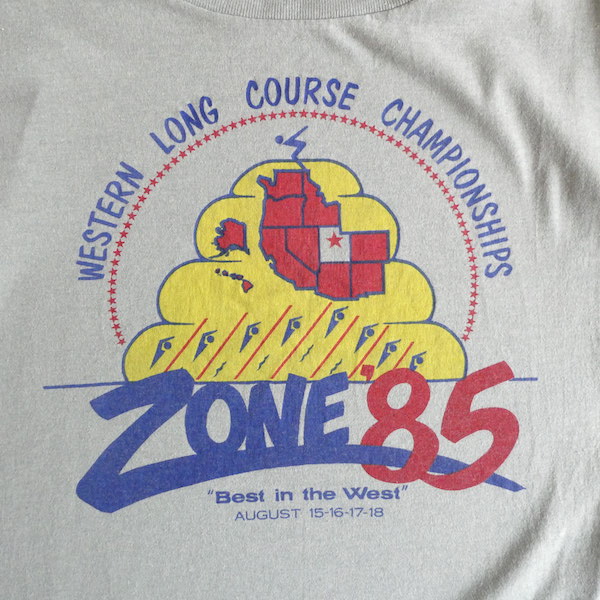 WESTERN LONG COURSE CHAMPIONSHIPS
ZONE '85
"Best in the West"
AUGUST 15-16-17-18